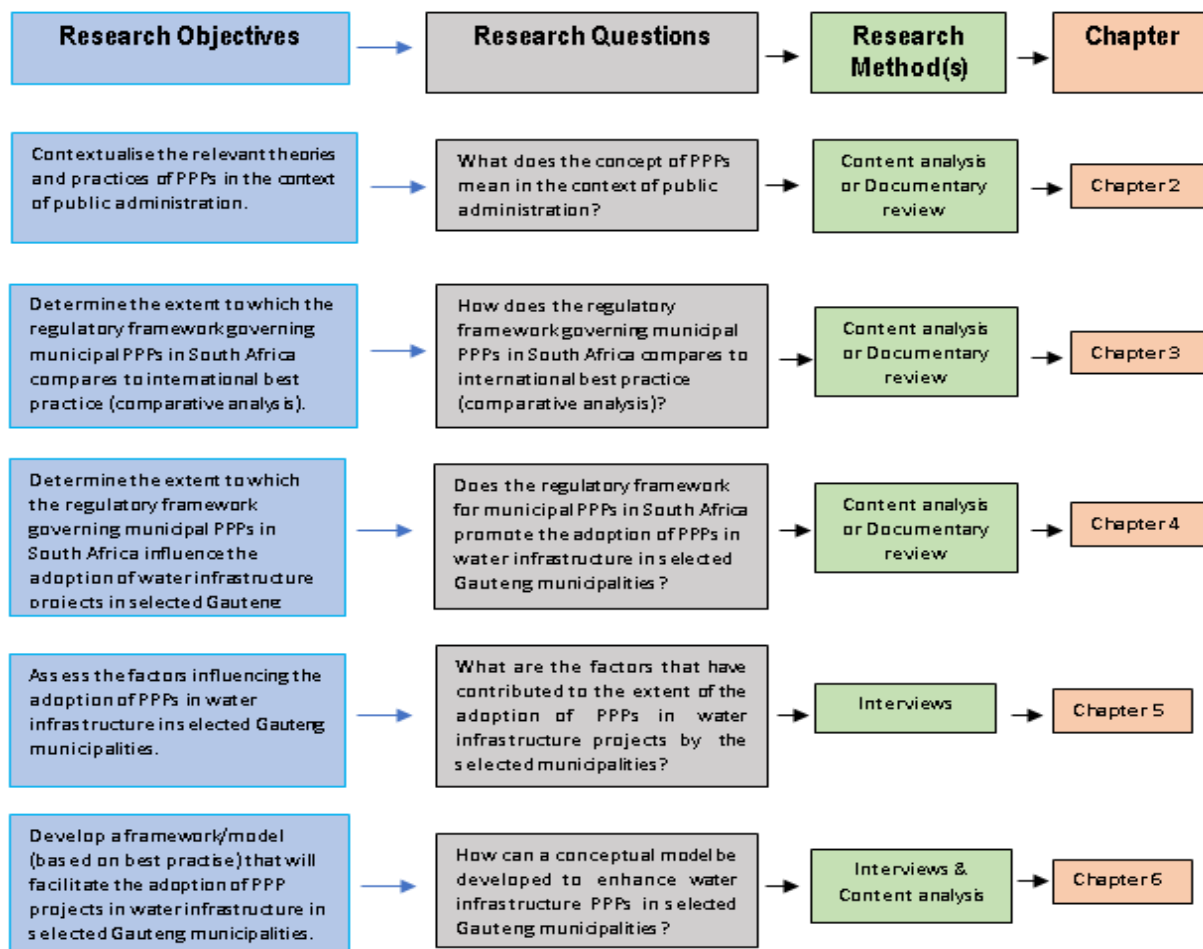 Research Objectives
Research Questions
Research
Method(s)
Chapter
Contextualise the relevant theories
and practices of PPPs in the context
of public administration.
What does the concept of PPPs
mean in the context of public
administration?
Content analysis
or Documentary
review
Chapter 2
Determine the extent to which the
regulatory framework governing
municipal PPPs in South Africa
compares to international best
practice (comparative analysis).
How does the regulatory
framework governing municipal
PPPs in South Africa compares to
international best practice
(comparative analysis)?
Content analysis
or Documentary
review
Chapter 3
Determine the extent to which
the regulatory framework
governing municipal PPPs in
South Africa influence the
adoption of water infrastructure
projects in selected Gauteng
Does the regulatory framework
for municipal PPPs in South Africa
promote the adoption of PPPs in
water infrastructure in selected
Gauteng municipalities?
Content analysis
or Documentary
review
Chapter 4
Assess the factors influencing the
adoption of PPPs in water
infrastructure in selected Gauteng
municipalities.
What are the factors that have
contributed to the extent of the
adoption of PPPs in water
infrastructure projects by the
selected municipalities?
Interviews
Chapter 5
Develop a framework/model
(based on best practise) that will
facilitate the adoption of PPP
projects in water infrastructure in
selected Gauteng municipalities.
How can a conceptual model be
developed to enhance water
infrastructure PPPs in selected
Gauteng municipalities?
Interviews &
Content analysis
Chapter 6